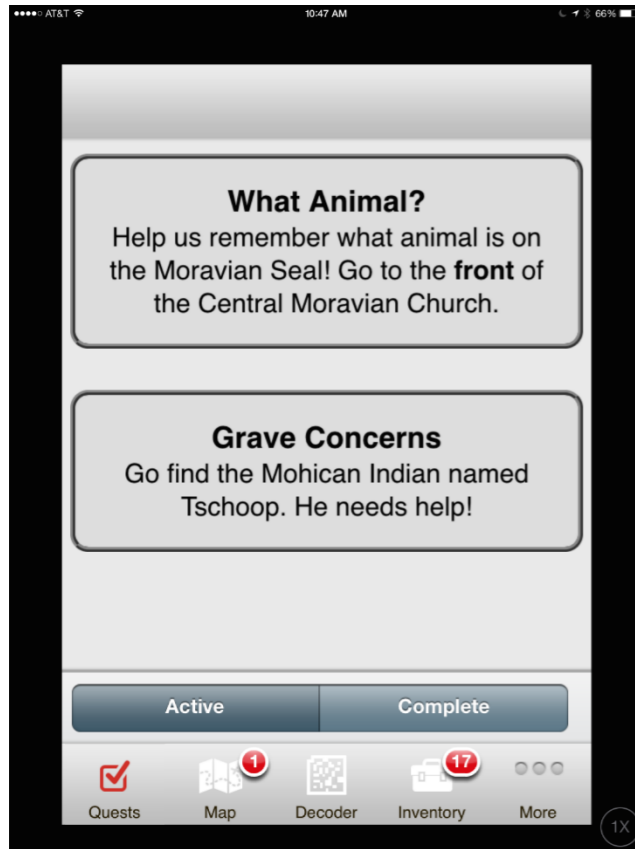 AT&T 10:47 AM 66%
What Animal?
Help us remember what animal is on
the Moravian Seal! Go to the front of
the Central Moravian Church.
Grave Concerns
Go find the Mohican Indian named
Tschoop. He needs help!
Active Complete
1 17
Quests Map Decoder Inventory More
1X